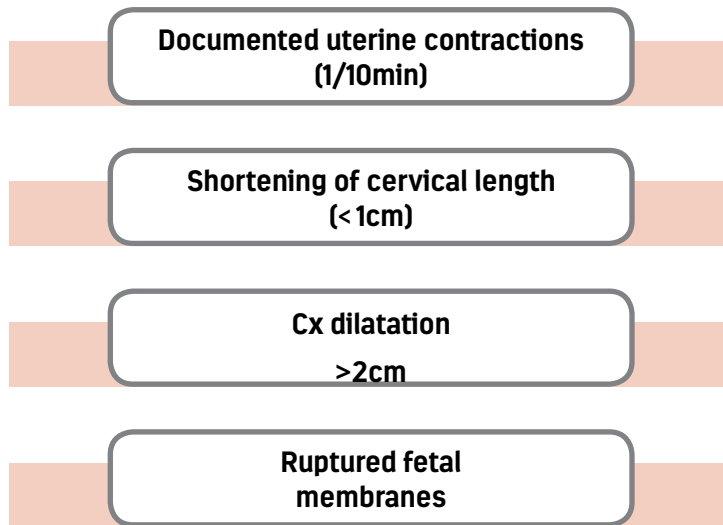 Documented uterine contractions
(1/10min)
Shortening of cervical length
(<1cm)
Cx dilatation
>2cm
Ruptured fetal
membranes